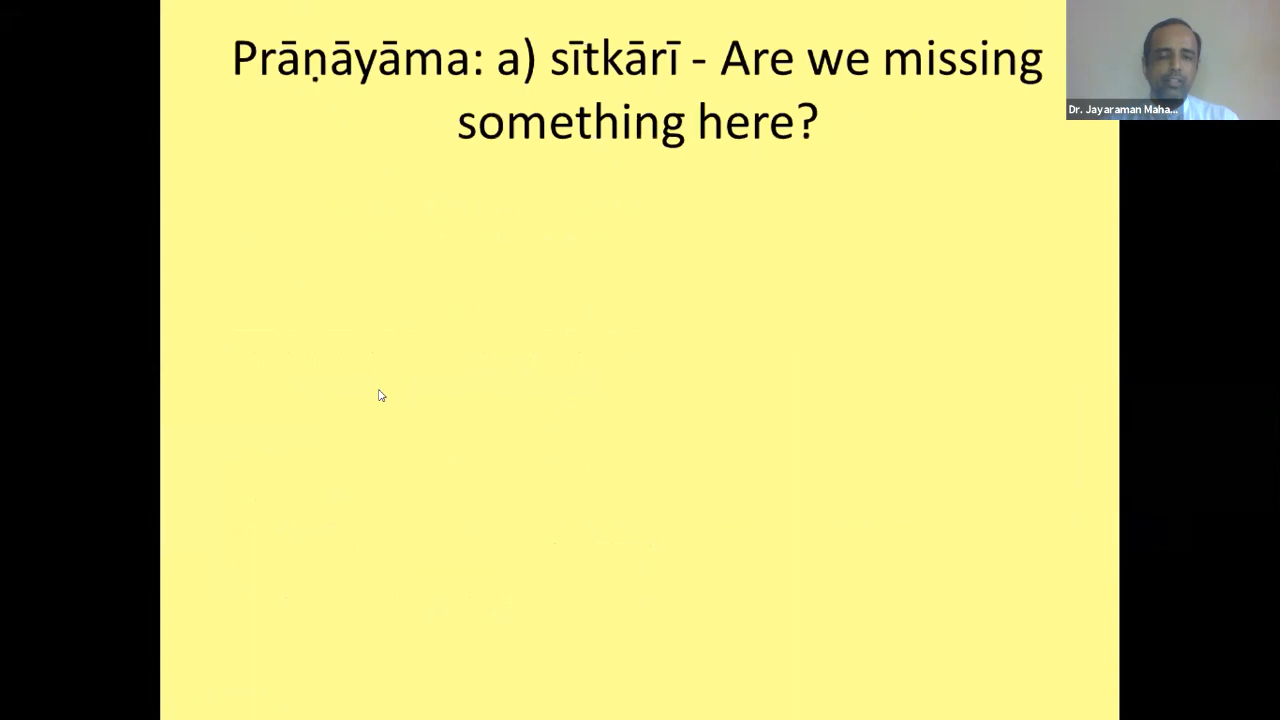 Prāṇāyāma: a) sītkārī - Are we missing
something here?
Dr. Jayaraman Maha...